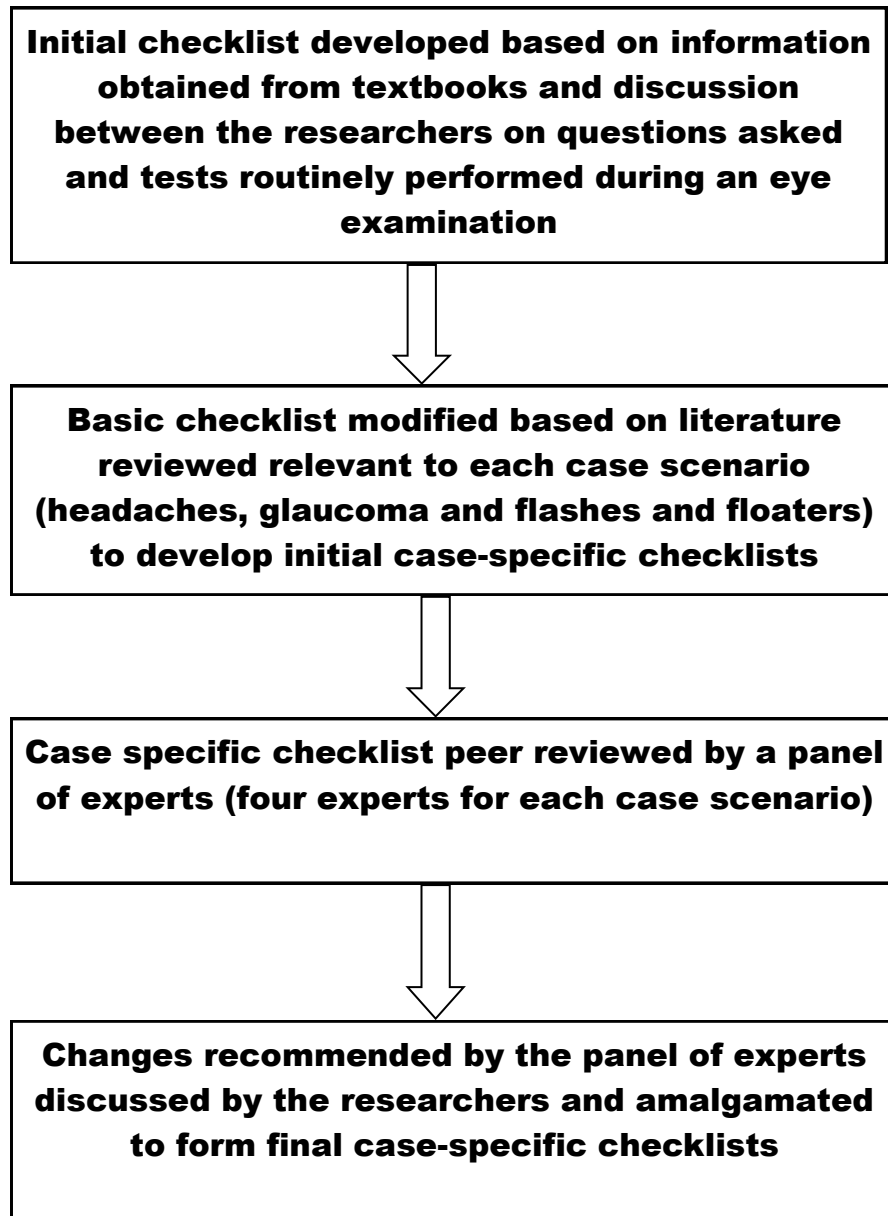 Initial checklist developed based on information
obtained from textbooks and discussion
between the researchers on questions asked
and tests routinely performed during an eye
examination
Basic checklist modified based on literature
reviewed relevant to each case scenario
(headaches, glaucoma and flashes and floaters)
to develop initial case-specific checklists
Case specific checklist peer reviewed by a panel
of experts (four experts for each case scenario)
Changes recommended by the panel of experts
discussed by the researchers and amalgamated
to form final case-specific checklists